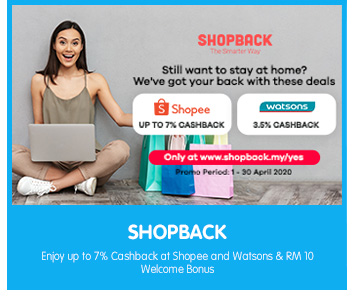 SHOPBACK
The Smarter Way
Still want to stay at home?
We've got your back with these deals
Shopee
UP TO 7% CASHBACK
watsons
3.5% CASHBACK
Only at www.shopback.my/yes
Promo Period: 1 - 30 April 2020
SHOPBACK
Enjoy up to 7% Cashback at Shopee and Watsons & RM 10
Welcome Bonus